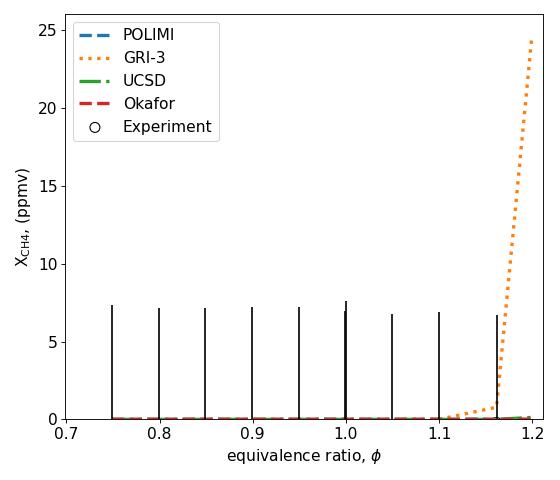 POLIMI
GRI-3
UCSD
Okafor
Experiment
25
20
15
10
5
0
X_CH4, (ppmv)
0.7 0.8 0.9 1.0 1.1 1.2
equivalence ratio, ϕ